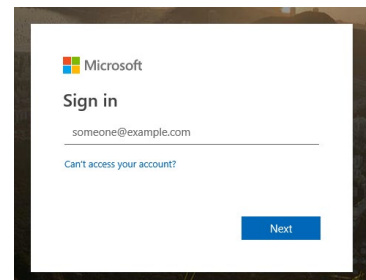 Microsoft
Sign in
someone@example.com
Can't access your account?
Next